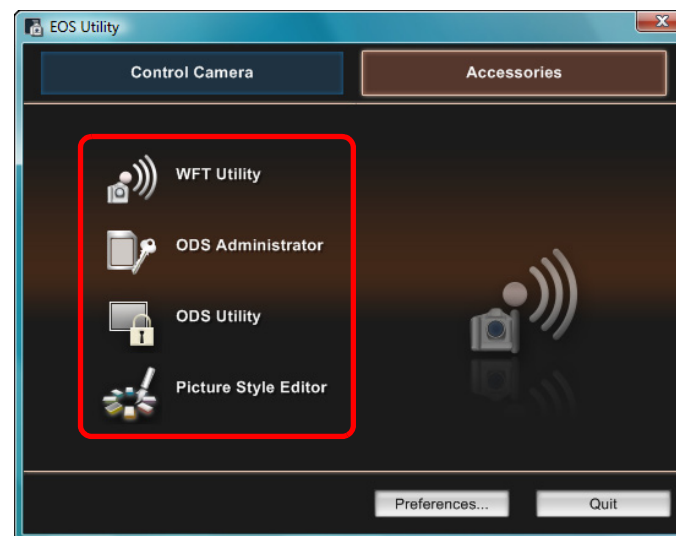 EOS Utility
Control Camera
Accessories
WFT Utility
ODS Administrator
ODS Utility
Picture Style Editor
Preferences...
Quit